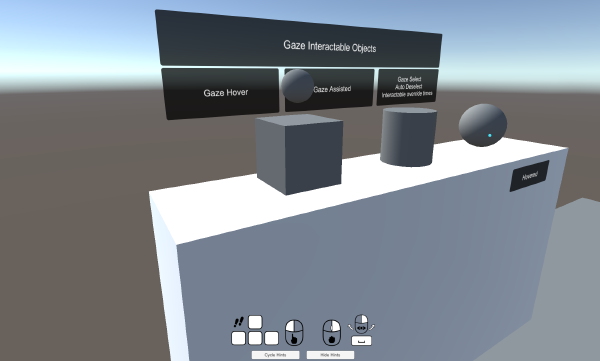 Gaze Interactable Objects
Gaze Hover
Gaze Assisted
Gaze Select
Auto Deselect
Interactable override times
Hovered
Cycle Hints
Hide Hints